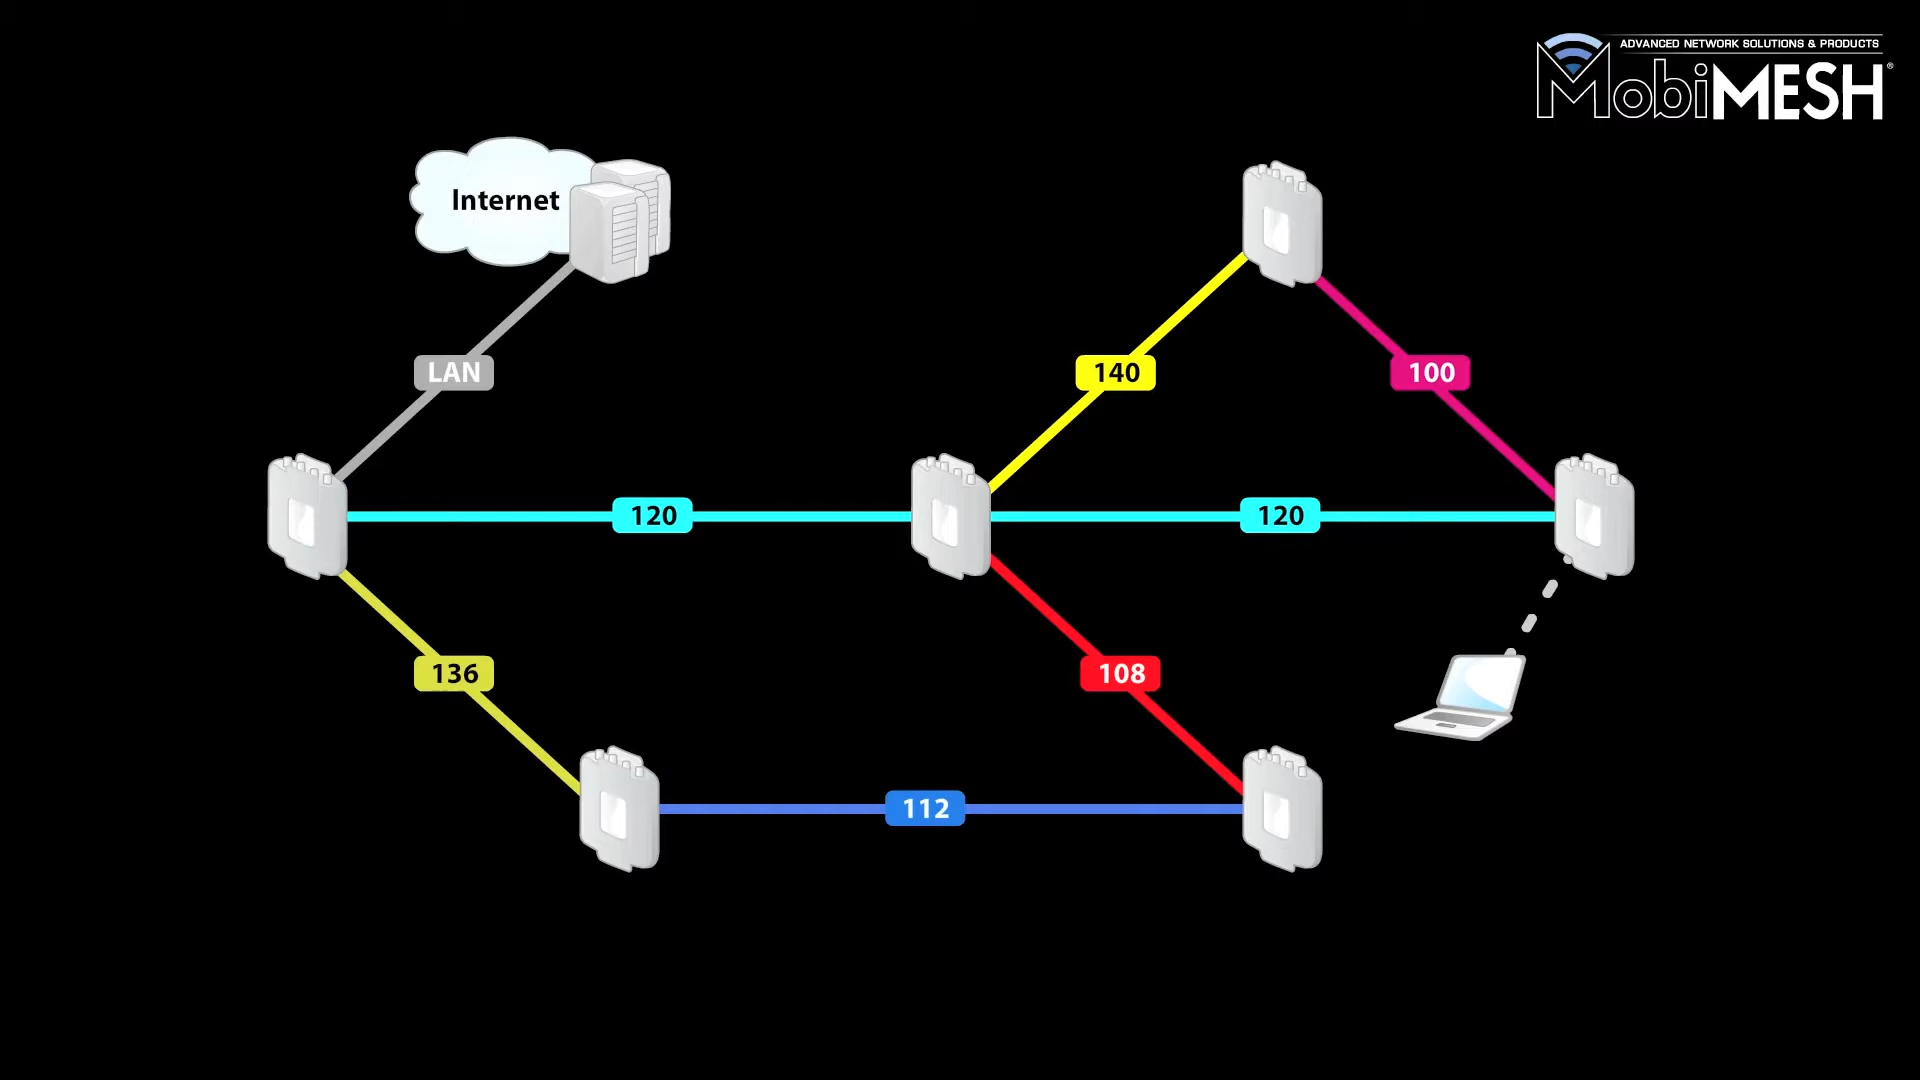 ADVANCED NETWORK SOLUTIONS & PRODUCTS
MobiMESH®
Internet
LAN
140
100
120
120
136
108
112